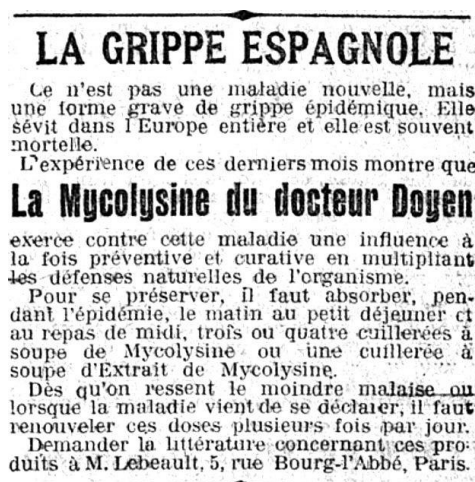 LA GRIPPE ESPAGNOLE
Ce n'est pas une maladie nouvelle, mais
une forme grave de grippe épidémique. Elle
sévit dans l'Europe entière et elle est souvent
mortelle.
L'expérience de ces derniers mois montre que
La Mycolysine du docteur Doyen
exerce contre cette maladie une influence à
la fois préventive et curative en multipliant
les défenses naturelles de l'organisme.
Pour se préserver, il faut absorber, pen-
dant l'épidémie, le matin au petit déjeuner et
au repas de midi, trois ou quatre cuillerées à
soupe de Mycolysine ou une cuillerée à
soupe d'Extrait de Mycolysine.
Dès qu'on ressent le moindre malaise ou
lorsque la maladie vient de se déclarer, il faut
renouveler ces doses plusieurs fois par jour.
Demander la littérature concernant ces pro-
duits à M. Lebeault, 5, rue Bourg-l'Abbé, Paris.